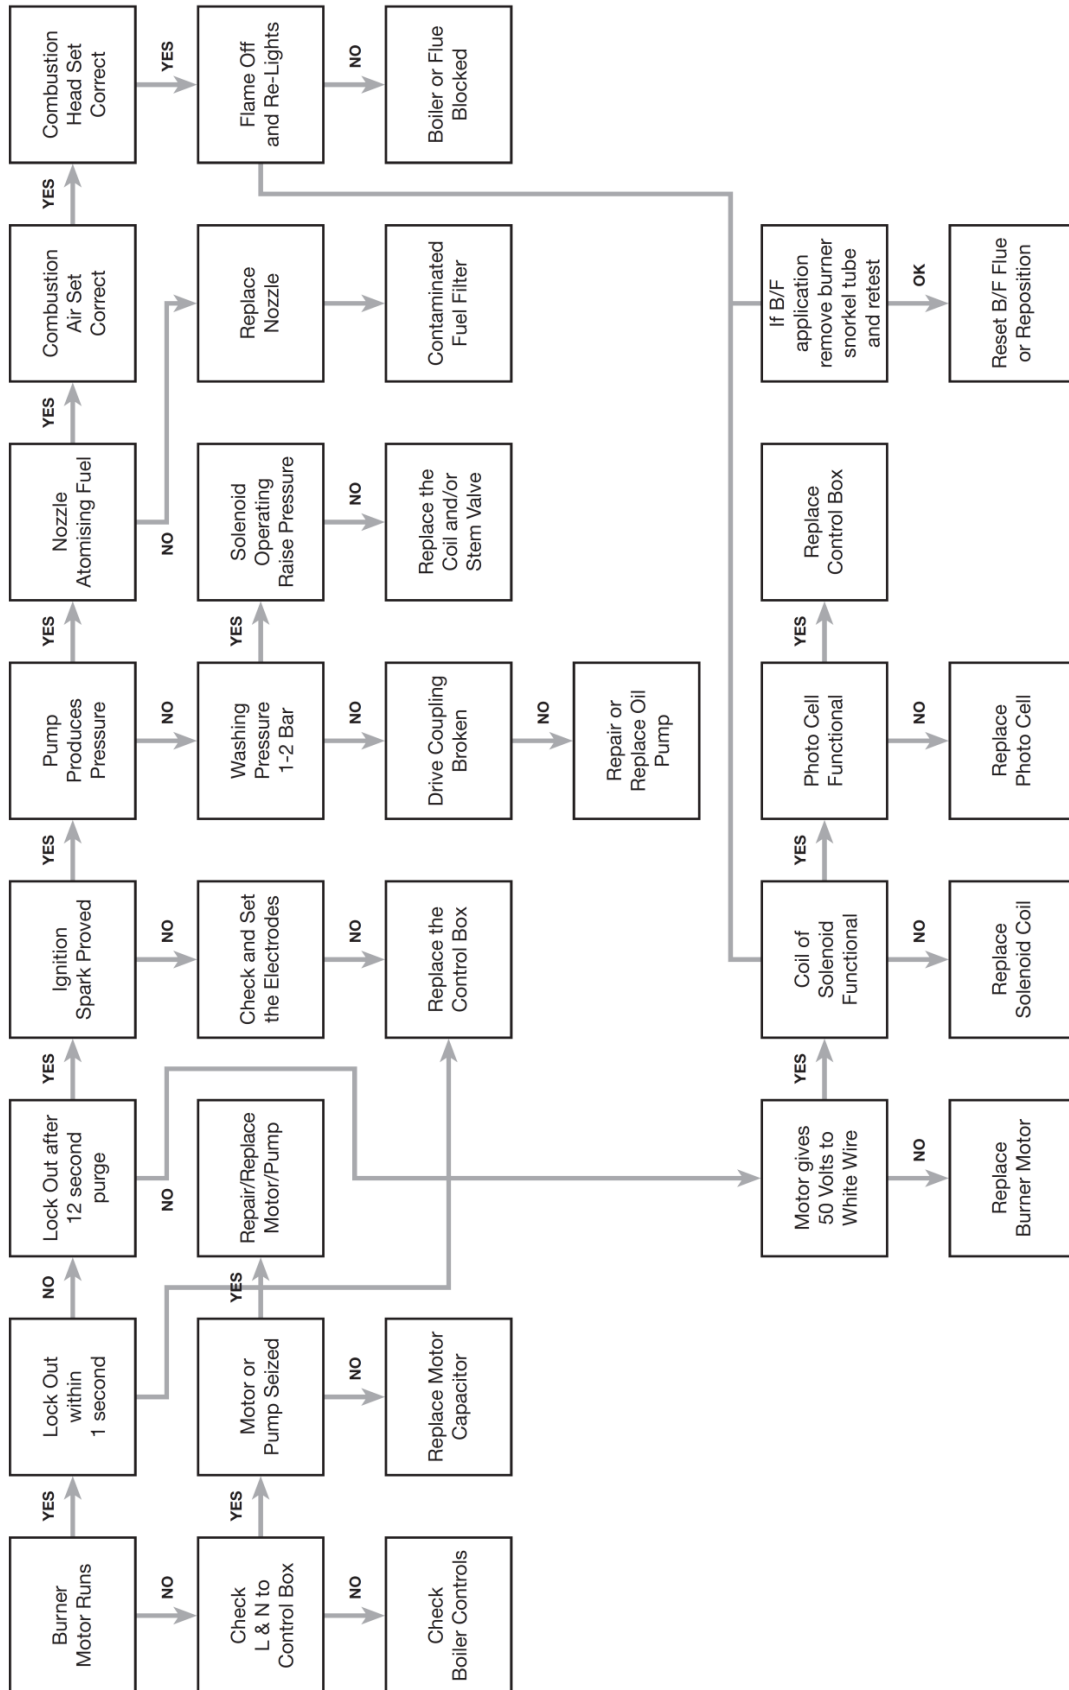 Burner
Motor Runs
YES
Lock Out
within
1 second
NO
Lock Out after
12 second
purge
YES
Ignition
Spark Proved
YES
Pump
Produces
Pressure
YES
Nozzle
Atomising Fuel
YES
Combustion
Air Set
Correct
YES
Combustion
Head Set
Correct
NO
NO
NO
NO
NO
YES
Check
L & N to
Control Box
YES
Motor or
Pump Seized
YES
Repair/Replace
Motor/Pump
Check and Set
the Electrodes
Washing
Pressure
1-2 Bar
YES
Solenoid
Operating
Raise Pressure
Replace
Nozzle
Flame Off
and Re-Lights
NO
NO
NO
NO
NO
NO
Check
Boiler Controls
Replace Motor
Capacitor
Replace the
Control Box
Drive Coupling
Broken
Replace the
Coil and/or
Stem Valve
Contaminated
Fuel Filter
Boiler or Flue
Blocked
NO
Repair or
Replace Oil
Pump
Motor gives
50 Volts to
White Wire
YES
Coil of
Solenoid
Functional
YES
Photo Cell
Functional
YES
Replace
Control Box
If B/F
application
remove burner
snorkel tube
and retest
NO
NO
NO
OK
Replace
Burner Motor
Replace
Solenoid Coil
Replace
Photo Cell
Reset B/F Flue
or Reposition